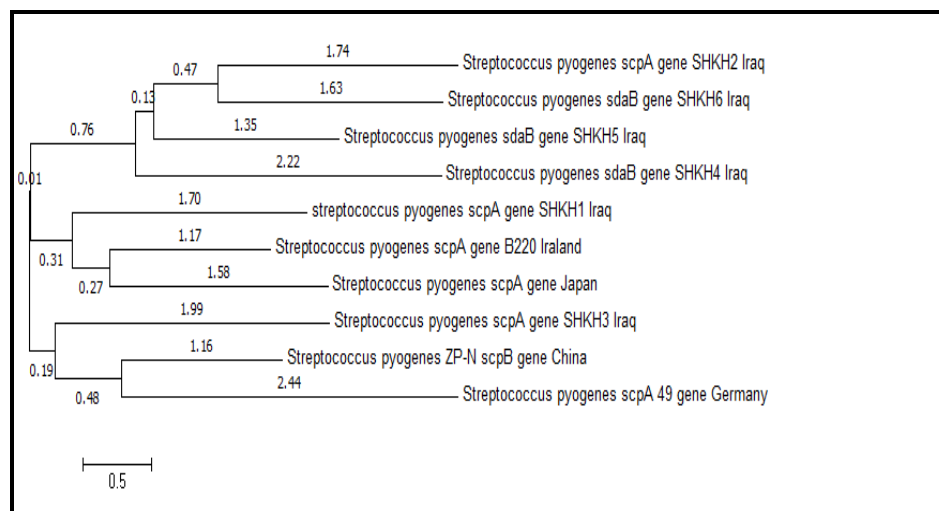 1.74
Streptococcus pyogenes scpA gene SHKH2 Iraq
0.47
1.63
Streptococcus pyogenes sdaB gene SHKH6 Iraq
0.13
1.35
Streptococcus pyogenes sdaB gene SHKH5 Iraq
0.76
2.22
Streptococcus pyogenes sdaB gene SHKH4 Iraq
0.01
1.70
streptococcus pyogenes scpA gene SHKH1 Iraq
0.31
1.17
Streptococcus pyogenes scpA gene B220 Iraland
0.27
1.58
Streptococcus pyogenes scpA gene Japan
1.99
Streptococcus pyogenes scpA gene SHKH3 Iraq
0.19
1.16
Streptococcus pyogenes ZP-N scpB gene China
0.48
2.44
Streptococcus pyogenes scpA 49 gene Germany
0.5